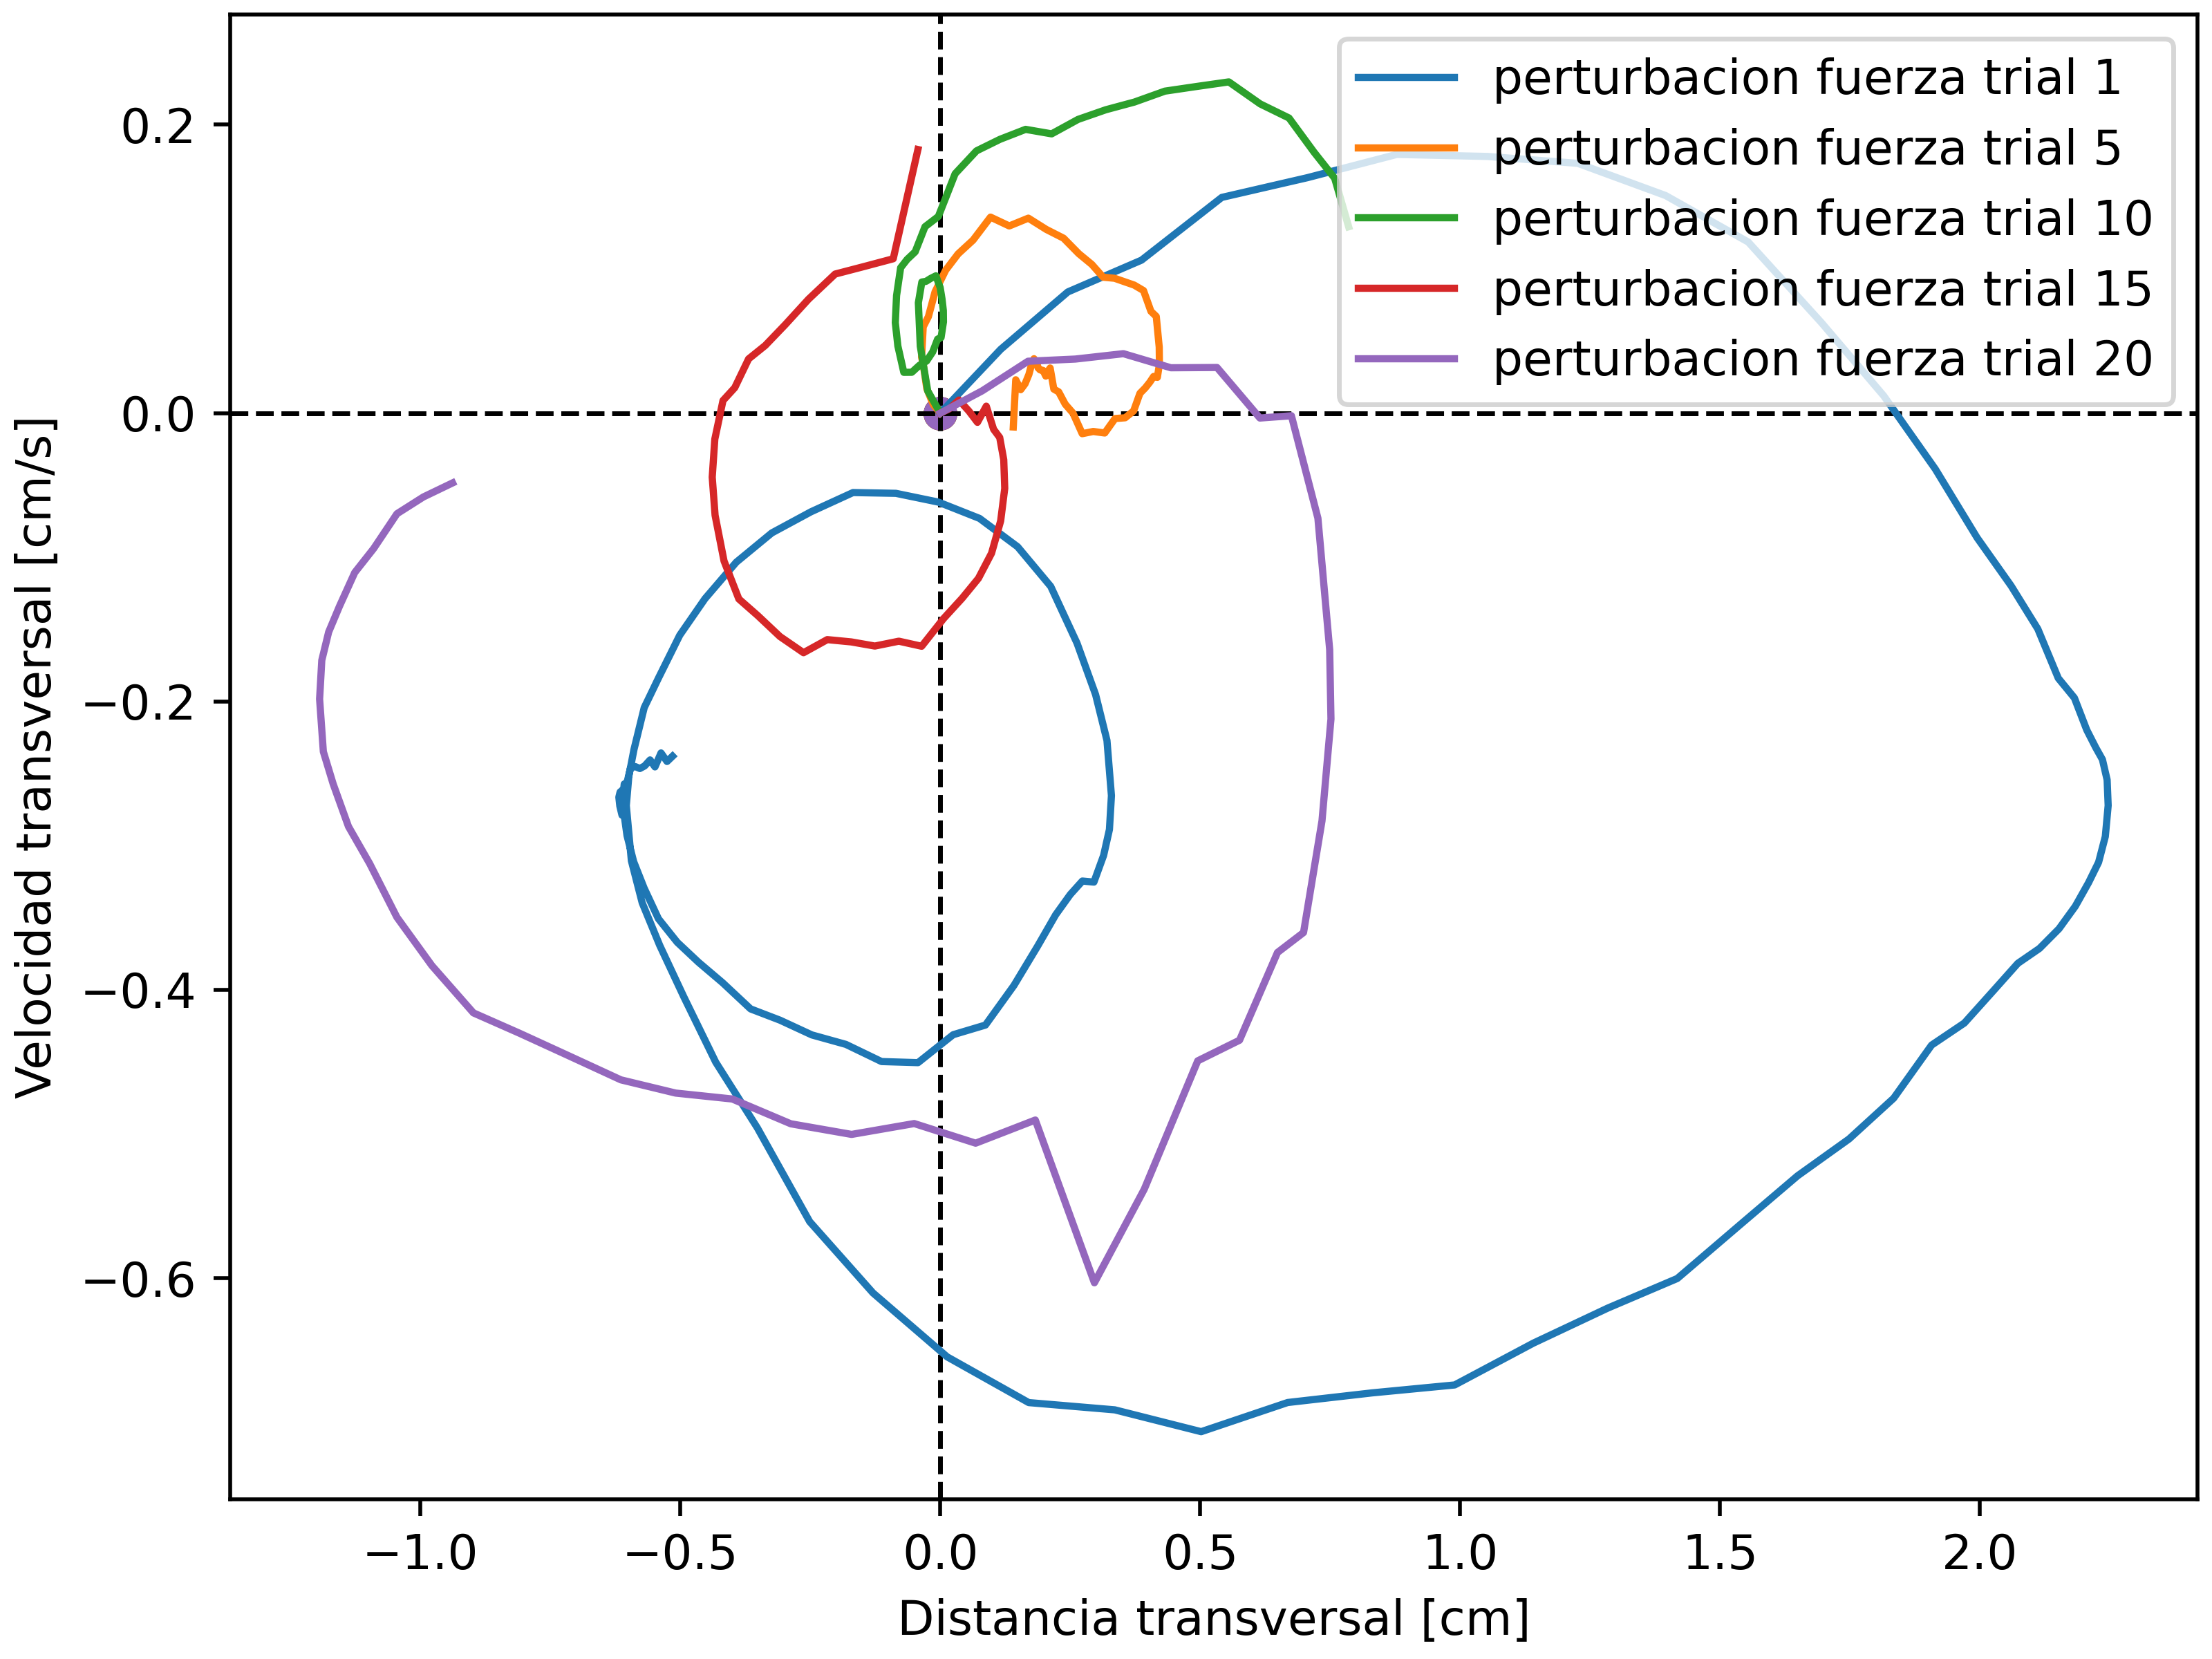 perturbacion fuerza trial 1
perturbacion fuerza trial 5
perturbacion fuerza trial 10
perturbacion fuerza trial 15
perturbacion fuerza trial 20
0.2
0.0
−0.2
−0.4
−0.6
Velocidad transversal [cm/s]
−1.0 −0.5 0.0 0.5 1.0 1.5 2.0
Distancia transversal [cm]